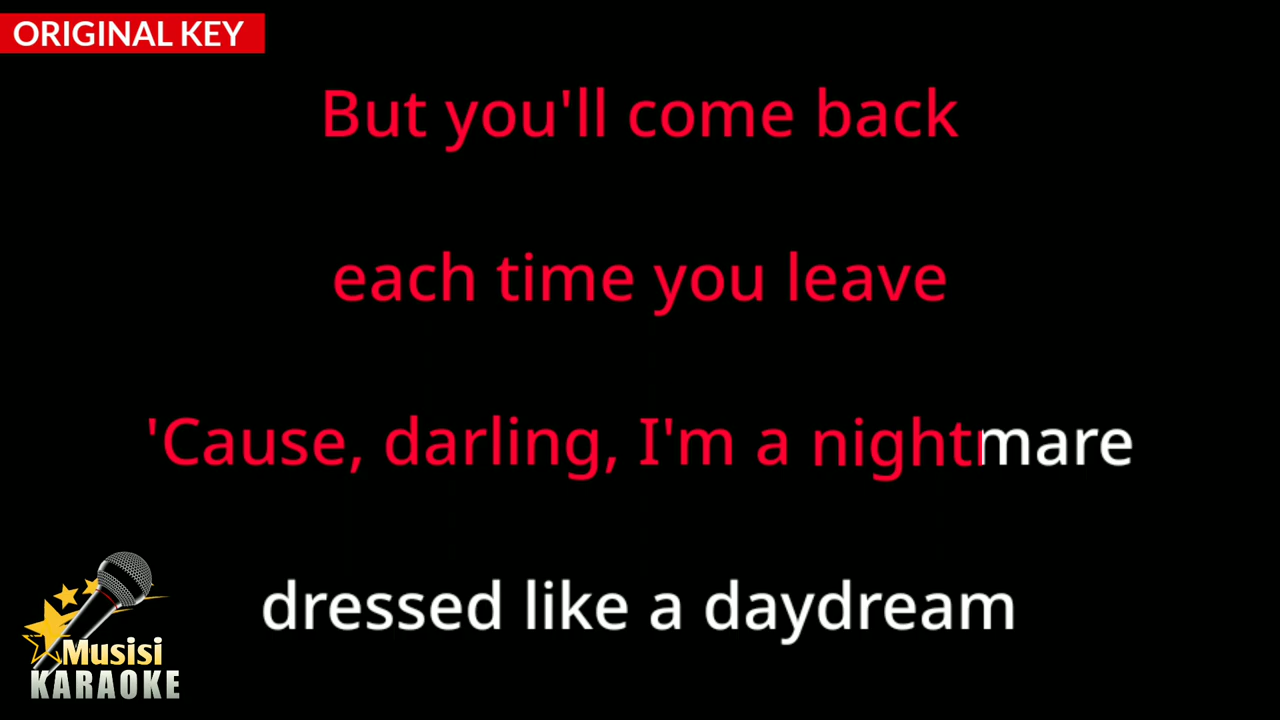 ORIGINAL KEY
But you'll come back
each time you leave
'Cause, darling, I'm a nightmare
dressed like a daydream
Musisi
KARAOKE